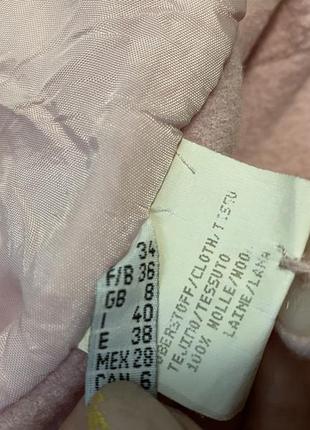 34
F/B 36
GB 8
I 40
E 38
MEX 28
CAN 6
OBERSTOFF/CLOTH/TISSU
TEJIDO/TESSUTO
100% WOLLE/WOOL
LAINE/LANA